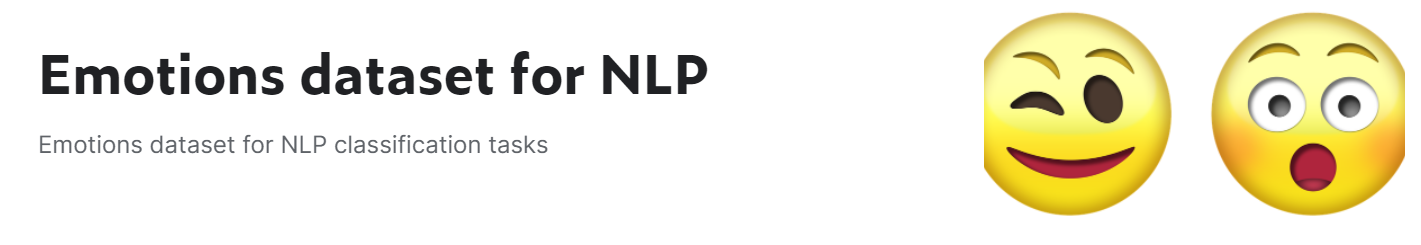 Emotions dataset for NLP
Emotions dataset for NLP classification tasks